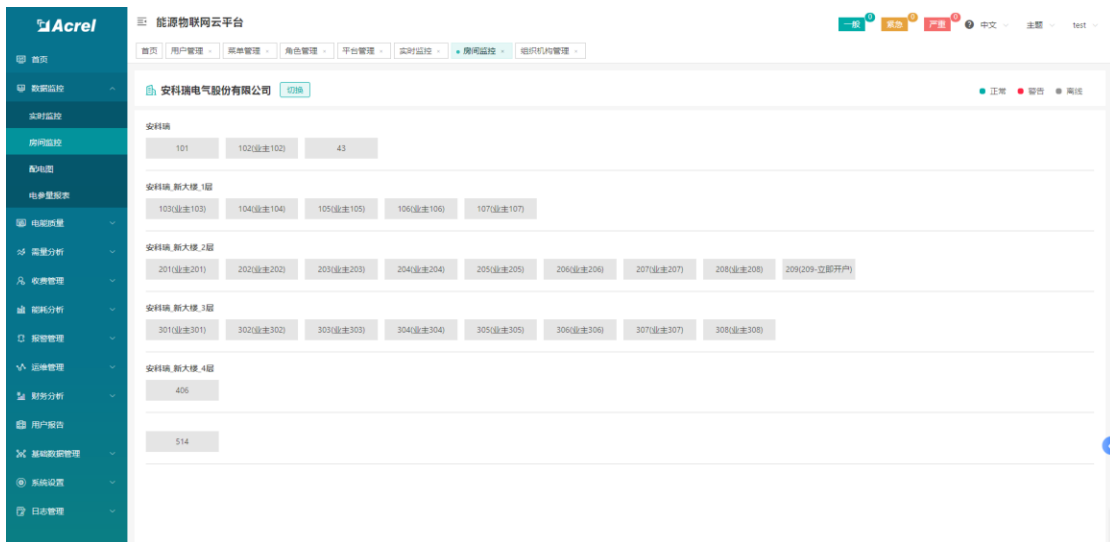 Acrel
能源物联网云平台
一般 0 紧急 0 严重 0 中文 主题 test
首页 用户管理 × 菜单管理 × 角色管理 × 平台管理 × 实时监控 × 房间监控 × 组织机构管理 ×
首页
数据监控
实时监控
房间监控
配电图
电参量报表
电能质量
需量分析
收费管理
能耗分析
报警管理
运维管理
财务分析
用户报告
基础数据管理
系统设置
日志管理
安科瑞电气股份有限公司 切换
正常 警告 离线
安科瑞
101 102(业主102) 43
安科瑞_新大楼_1层
103(业主103) 104(业主104) 105(业主105) 106(业主106) 107(业主107)
安科瑞_新大楼_2层
201(业主201) 202(业主202) 203(业主203) 204(业主204) 205(业主205) 206(业主206) 207(业主207) 208(业主208) 209(209-立即开户)
安科瑞_新大楼_3层
301(业主301) 302(业主302) 303(业主303) 304(业主304) 305(业主305) 306(业主306) 307(业主307) 308(业主308)
安科瑞_新大楼_4层
406
514